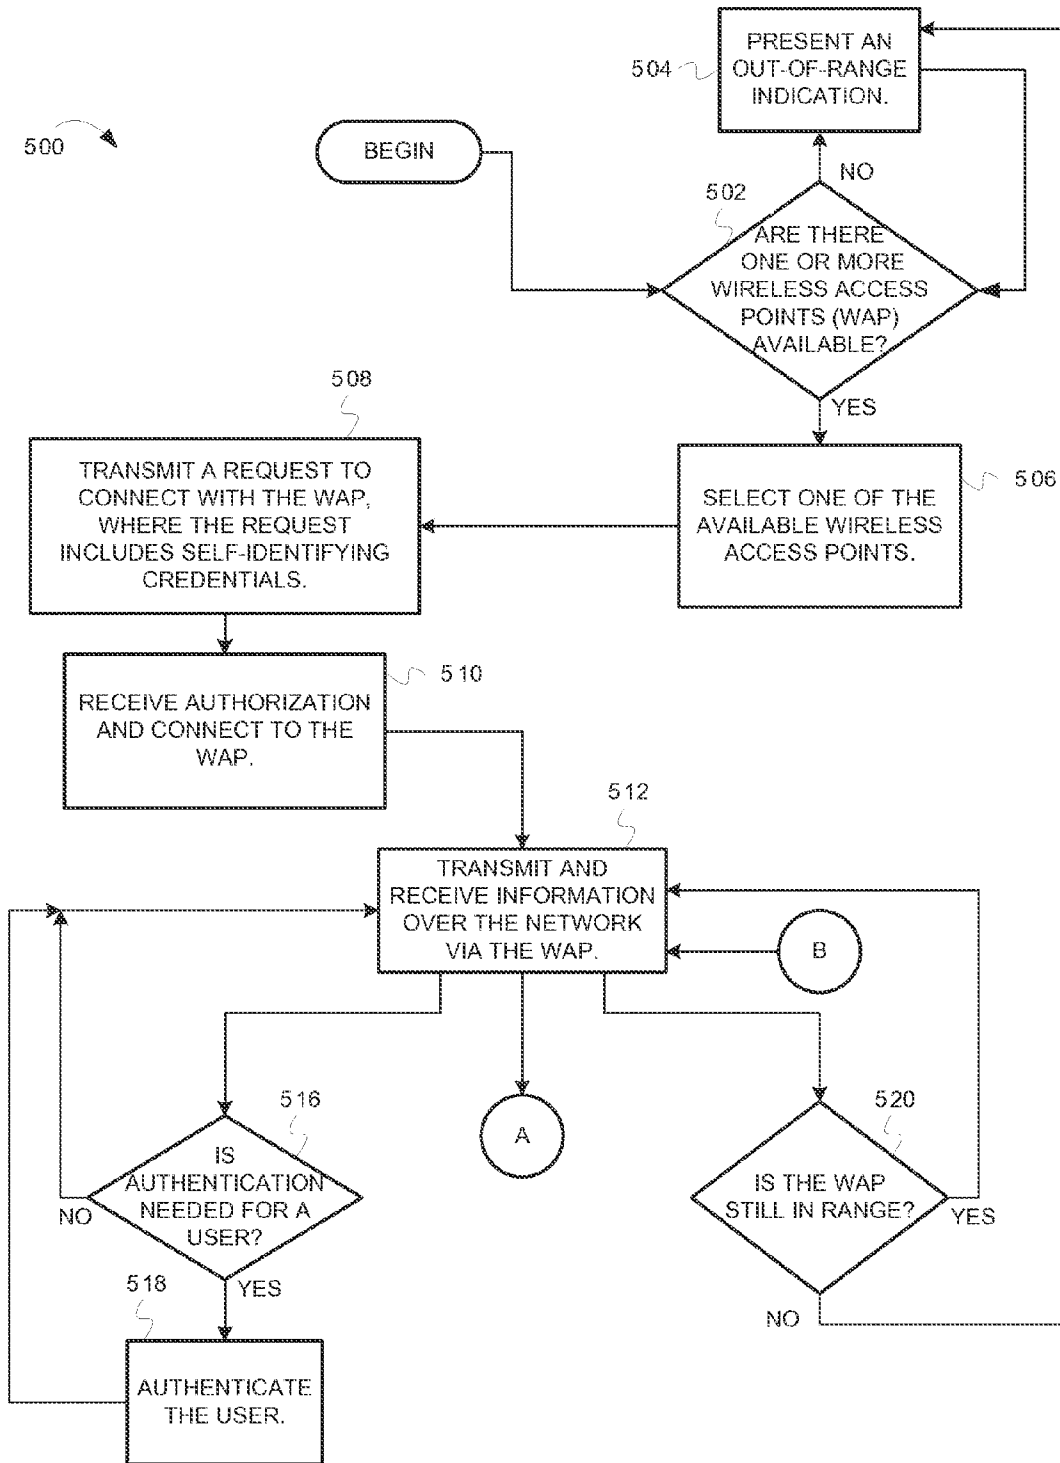 PRESENT AN
OUT-OF-RANGE
INDICATION.
504
500
BEGIN
NO
502
ARE THERE
ONE OR MORE
WIRELESS ACCESS
POINTS (WAP)
AVAILABLE?
YES
508
TRANSMIT A REQUEST TO
CONNECT WITH THE WAP,
WHERE THE REQUEST
INCLUDES SELF-IDENTIFYING
CREDENTIALS.
506
SELECT ONE OF THE
AVAILABLE WIRELESS
ACCESS POINTS.
510
RECEIVE AUTHORIZATION
AND CONNECT TO THE
WAP.
512
TRANSMIT AND
RECEIVE INFORMATION
OVER THE NETWORK
VIA THE WAP.
B
A
516
IS
AUTHENTICATION
NEEDED FOR A
USER?
NO
YES
520
IS THE WAP
STILL IN RANGE?
YES
NO
518
AUTHENTICATE
THE USER.